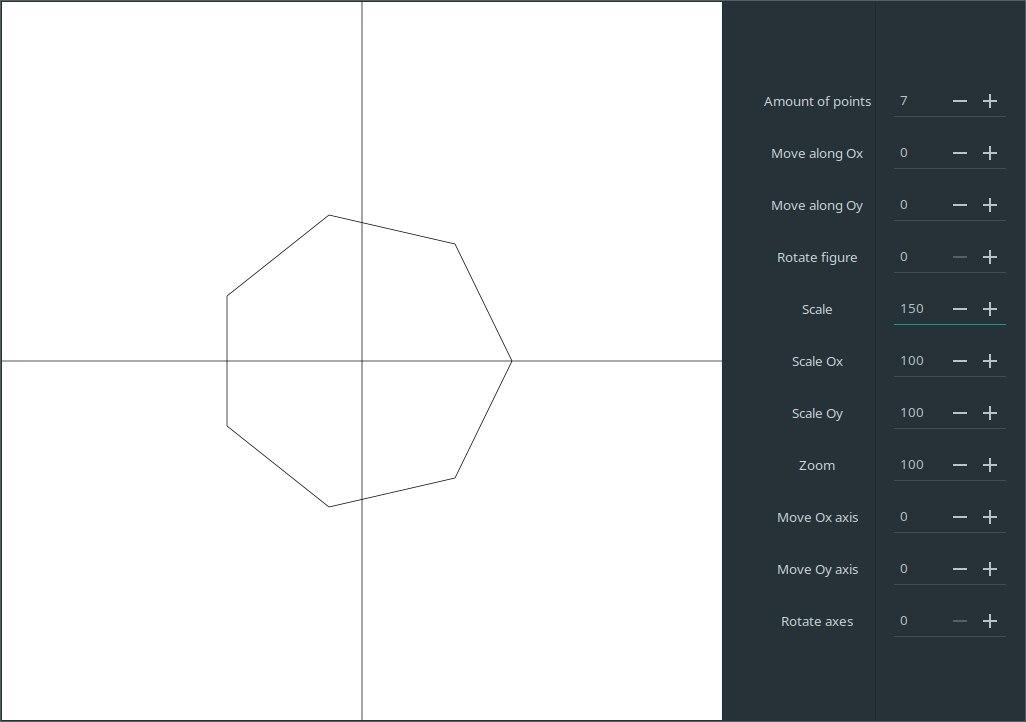 Amount of points 7
Move along Ox 0
Move along Oy 0
Rotate figure 0
Scale 150
Scale Ox 100
Scale Oy 100
Zoom 100
Move Ox axis 0
Move Oy axis 0
Rotate axes 0